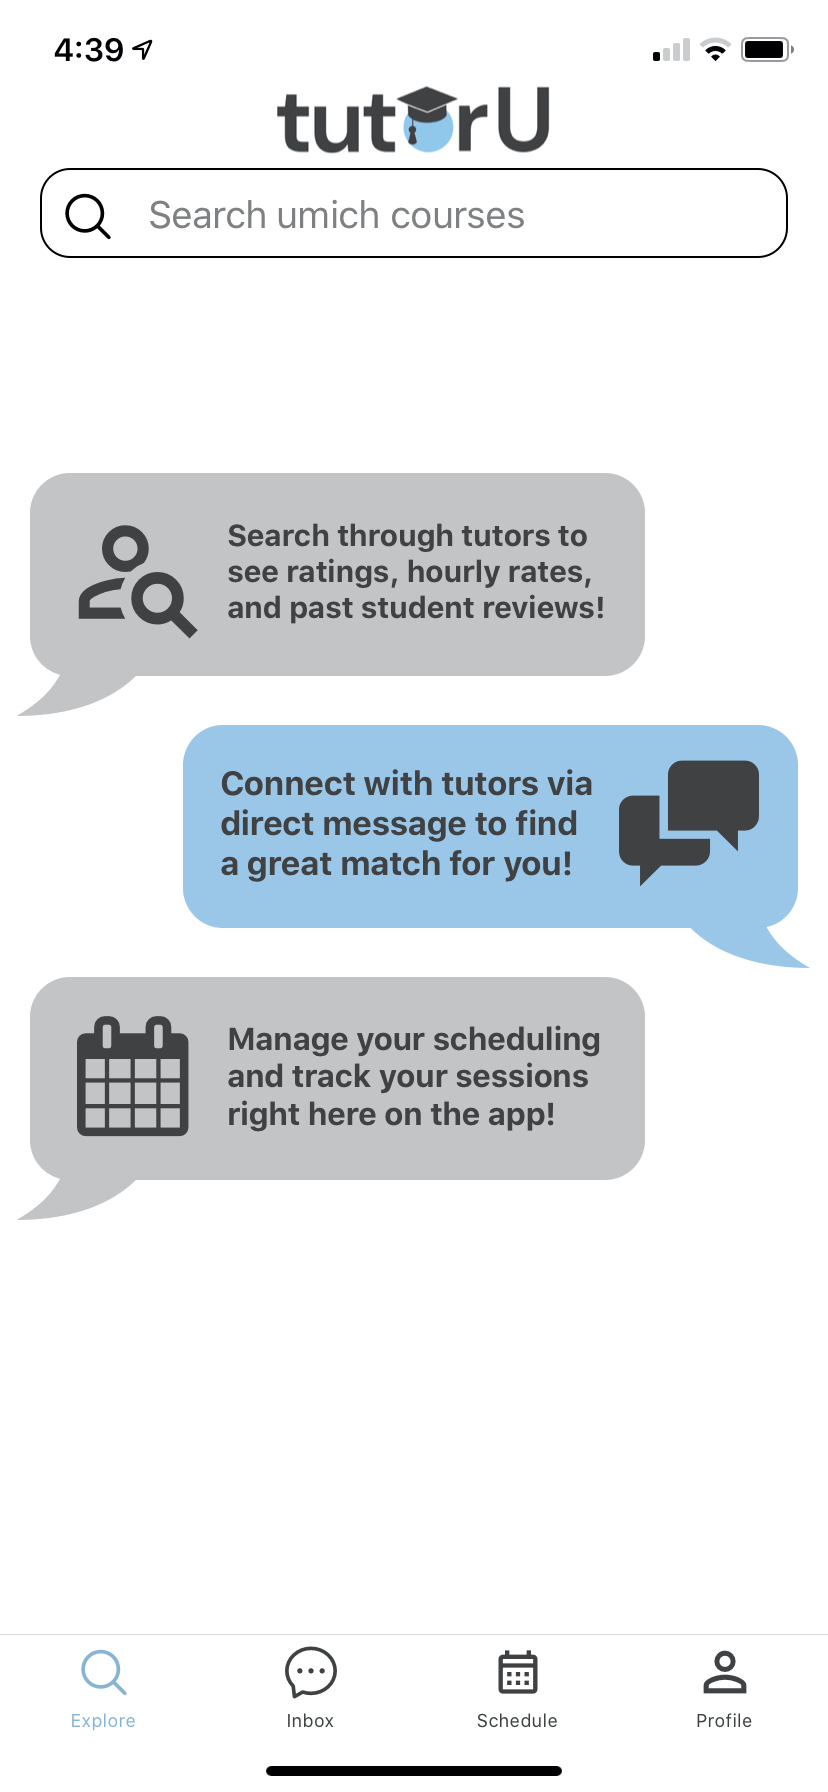 4:39
tutorU
Search umich courses
Search through tutors to
see ratings, hourly rates,
and past student reviews!
Connect with tutors via
direct message to find
a great match for you!
Manage your scheduling
and track your sessions
right here on the app!
Explore
Inbox
Schedule
Profile